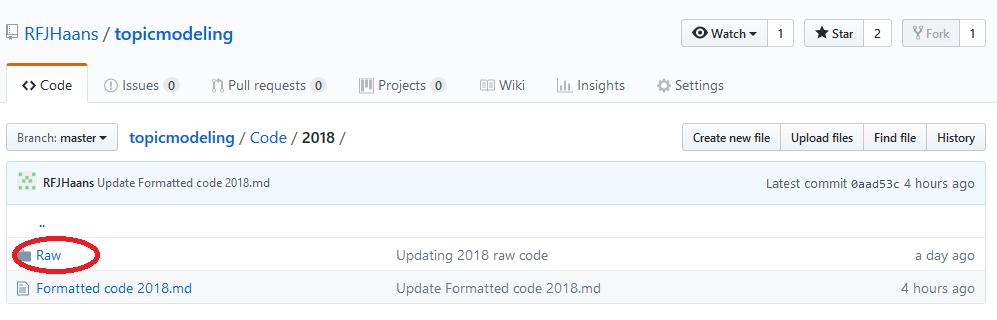 RFJHaans / topicmodeling
Watch 1 Star 2 Fork 1
Code Issues 0 Pull requests 0 Projects 0 Wiki Insights Settings
Branch: master topicmodeling / Code / 2018 / Create new file Upload files Find file History
RFJHaans Update Formatted code 2018.md Latest commit 0aad53c 4 hours ago
..
Raw Updating 2018 raw code a day ago
Formatted code 2018.md Update Formatted code 2018.md 4 hours ago